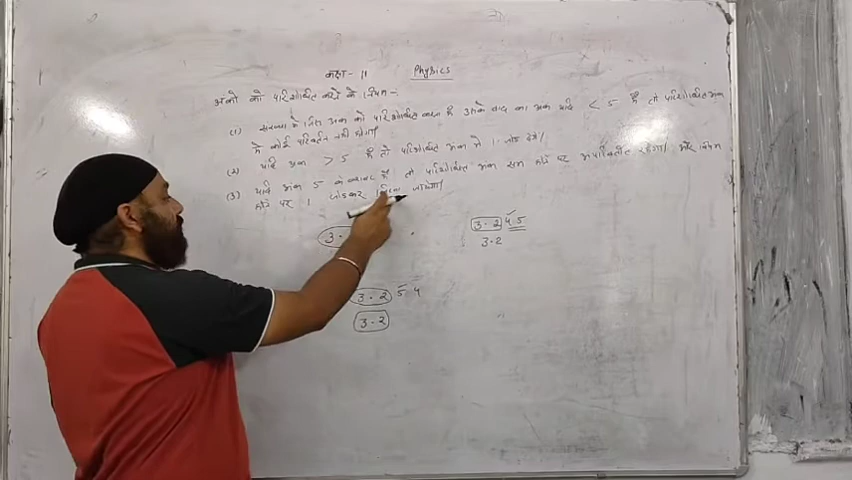 कक्षा - 11 Physics
अंको को परिशोधित करने के नियम -
(1) संख्या के जिस अंक को परिशोधित करना है उसके बाद का अंक यदि < 5 है तो परिशोधित अंक
मे कोई परिवर्तन नही होगा।
(2) यदि अंक > 5 है तो परिशोधित अंक मे 1 जोड़ देंगे।
(3) यदि अंक 5 के बराबर है तो परिशोधित अंक सम होने पर अपरिवर्तित रहेगा। और विषम
होने पर 1 जोड़कर लिखा जायेगा।
3.
3.2 4 5
3.2
3.2 5 4
3.2